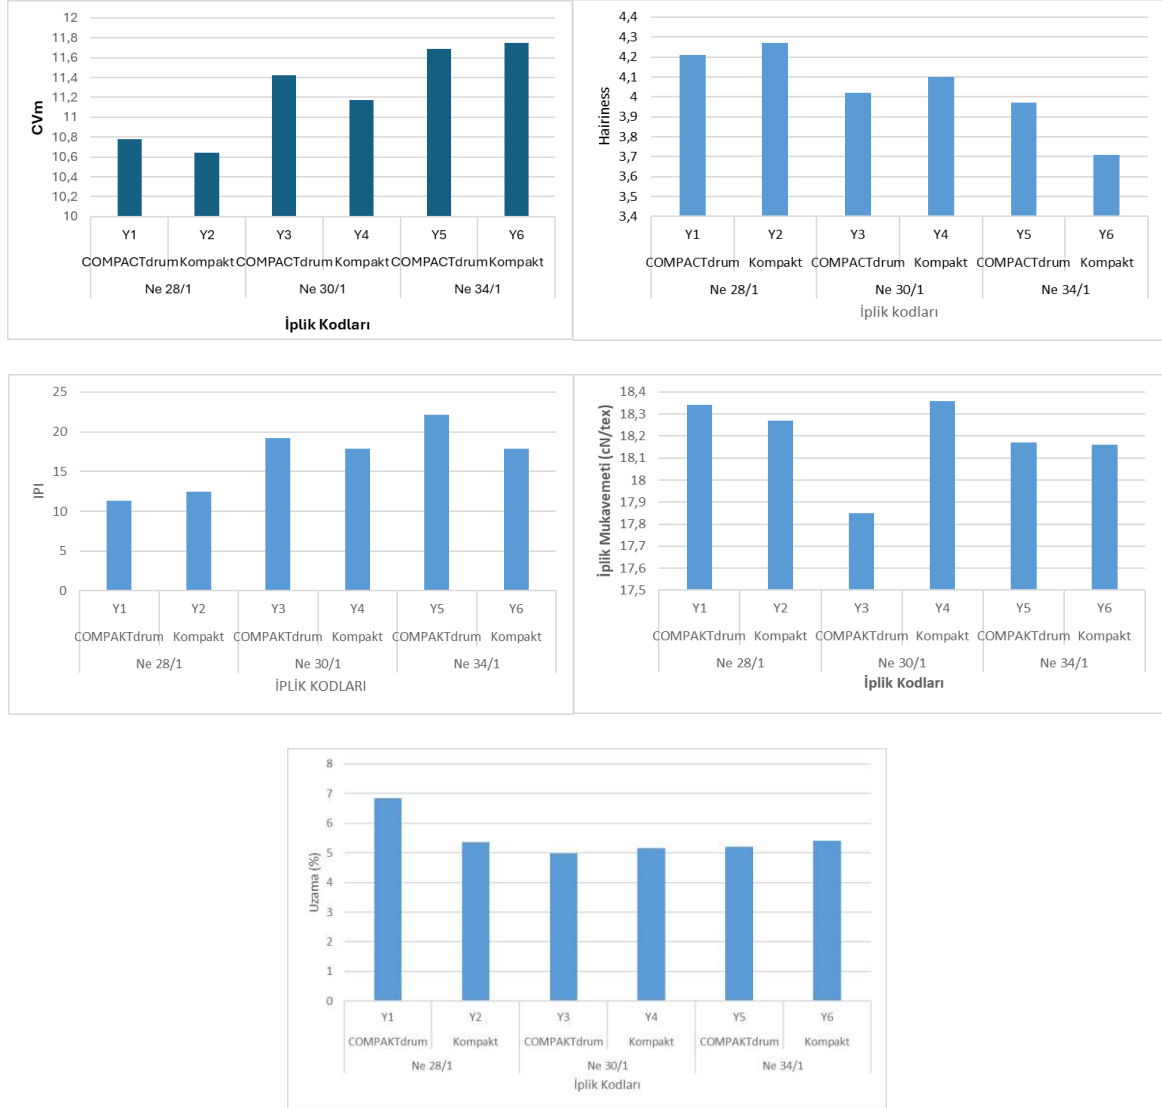 12
11,8
11,6
11,4
11,2
11
10,8
10,6
10,4
10,2
10
CVm
Y1 Y2 Y3 Y4 Y5 Y6
COMPACTdrum Kompakt COMPACTdrum Kompakt COMPACTdrum Kompakt
Ne 28/1 Ne 30/1 Ne 34/1
İplik Kodları
4,4
4,3
4,2
4,1
4
3,9
3,8
3,7
3,6
3,5
3,4
Hairiness
Y1 Y2 Y3 Y4 Y5 Y6
COMPACTdrum Kompakt COMPACTdrum Kompakt COMPACTdrum Kompakt
Ne 28/1 Ne 30/1 Ne 34/1
İplik kodları
25
20
15
10
5
0
IPI
Y1 Y2 Y3 Y4 Y5 Y6
COMPAKTdrum Kompakt COMPAKTdrum Kompakt COMPAKTdrum Kompakt
Ne 28/1 Ne 30/1 Ne 34/1
İPLİK KODLARI
18,4
18,3
18,2
18,1
18
17,9
17,8
17,7
17,6
17,5
İplik Mukavemeti (cN/tex)
Y1 Y2 Y3 Y4 Y5 Y6
COMPAKTdrum Kompakt COMPAKTdrum Kompakt COMPAKTdrum Kompakt
Ne 28/1 Ne 30/1 Ne 34/1
İplik Kodları
8
7
6
5
4
3
2
1
0
Uzama (%)
Y1 Y2 Y3 Y4 Y5 Y6
COMPAKTdrum Kompakt COMPAKTdrum Kompakt COMPAKTdrum Kompakt
Ne 28/1 Ne 30/1 Ne 34/1
İplik Kodları